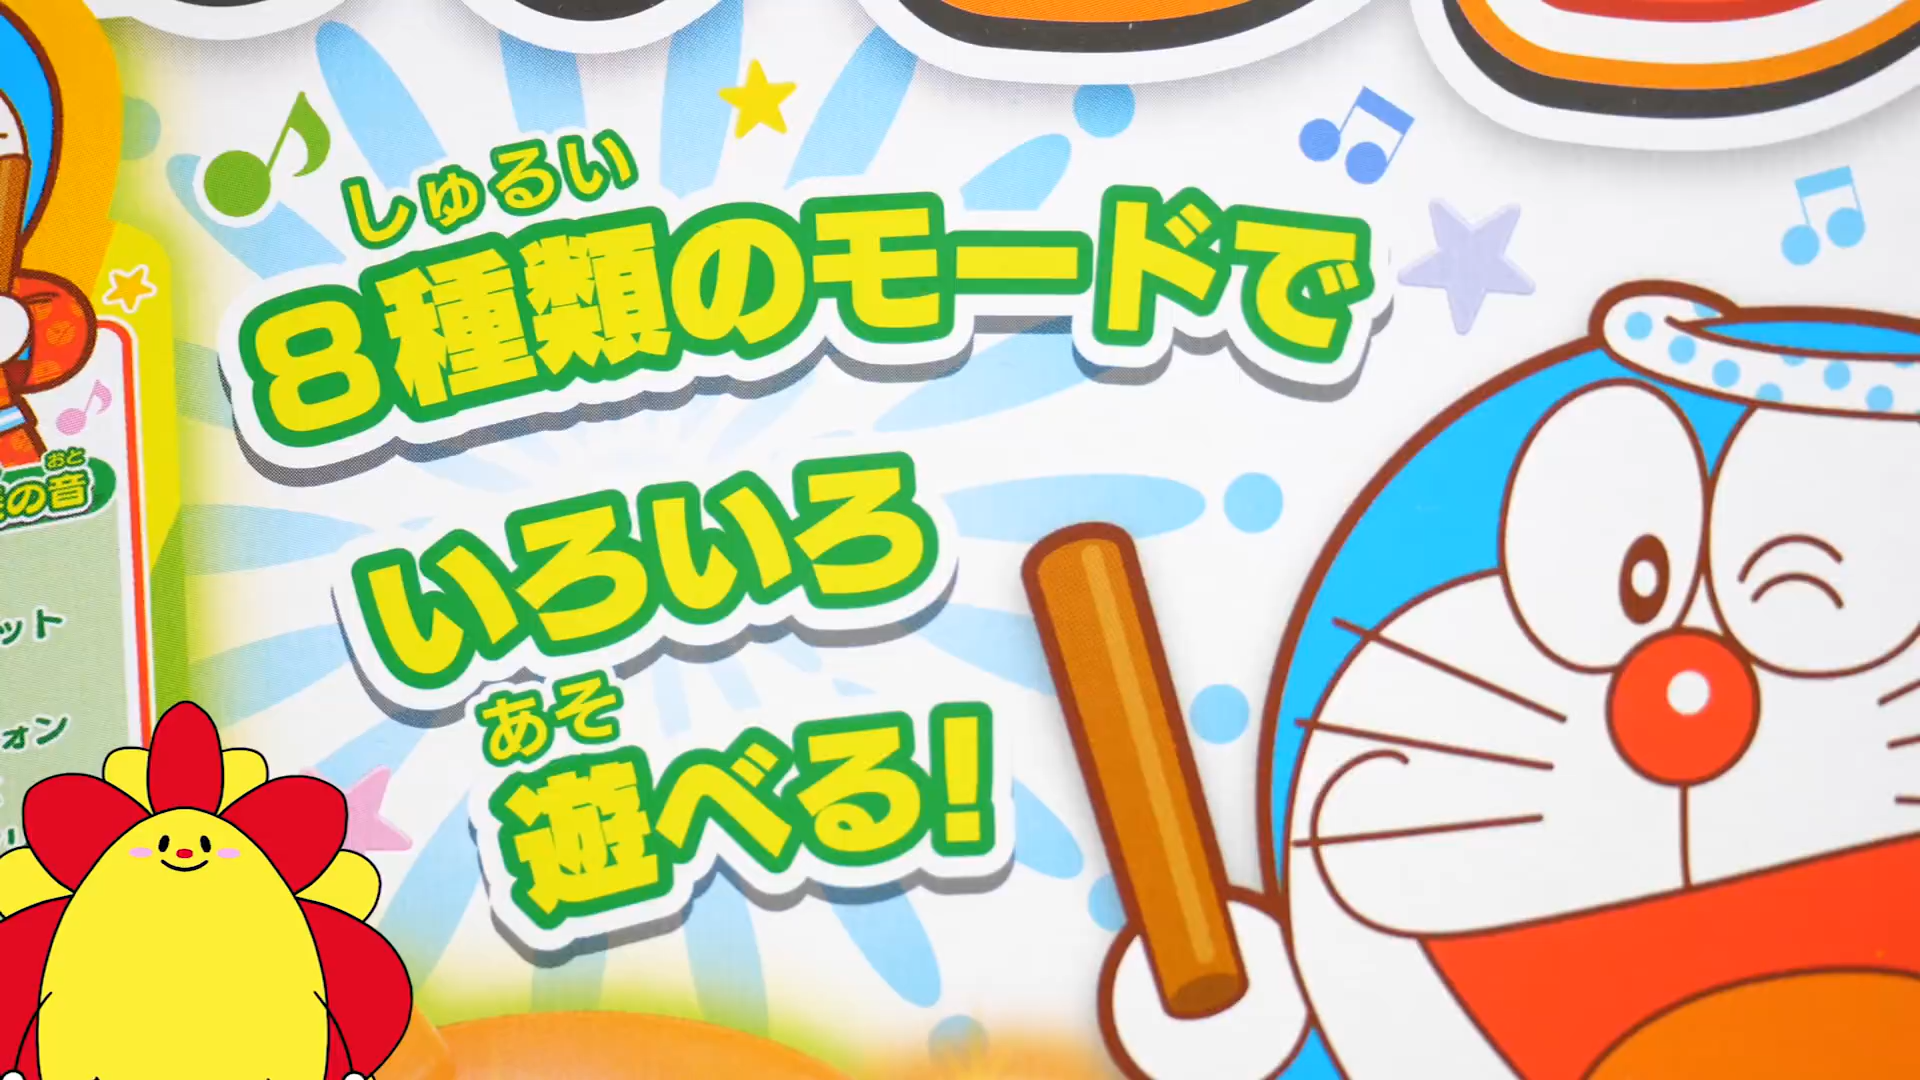 しゅるい
8種類のモードで
いろいろ
あそ
遊べる!
おと
の音
ット
ォン